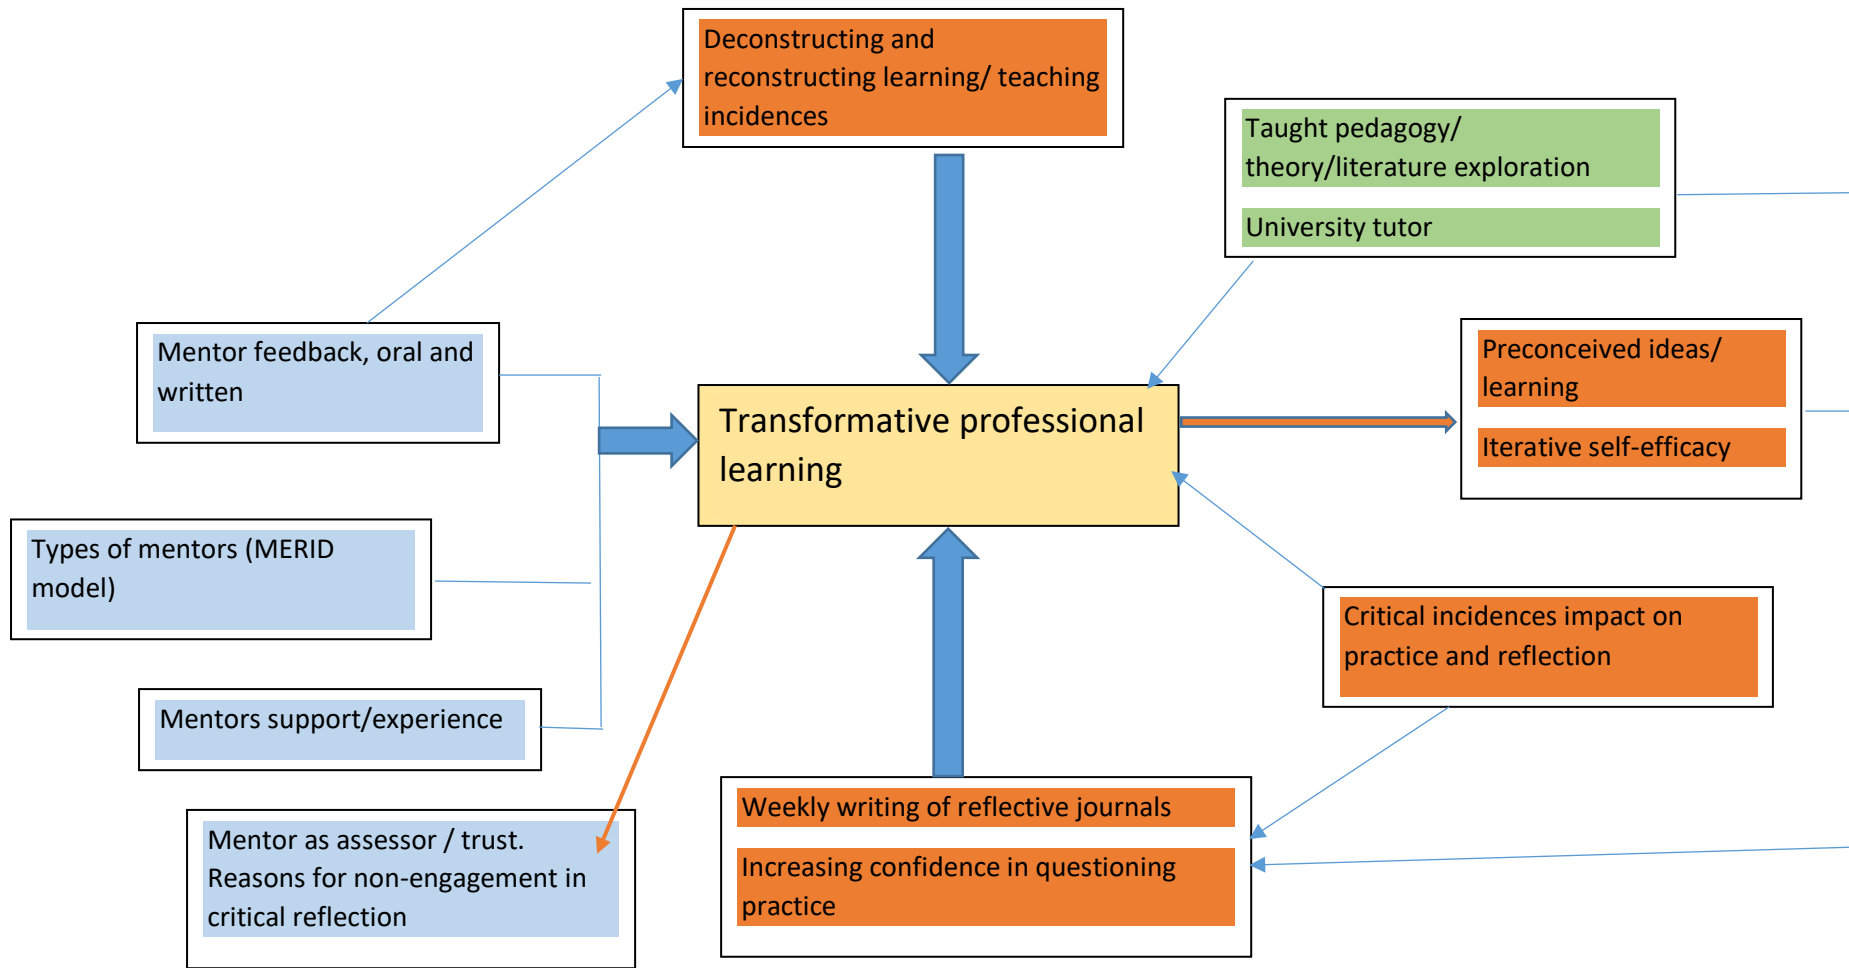 Deconstructing and
reconstructing learning/ teaching
incidences
Taught pedagogy/
theory/literature exploration
University tutor
Mentor feedback, oral and
written
Preconceived ideas/
learning
Iterative self-efficacy
Transformative professional
learning
Types of mentors (MERID
model)
Critical incidences impact on
practice and reflection
Mentors support/experience
Weekly writing of reflective journals
Increasing confidence in questioning
practice
Mentor as assessor / trust.
Reasons for non-engagement in
critical reflection